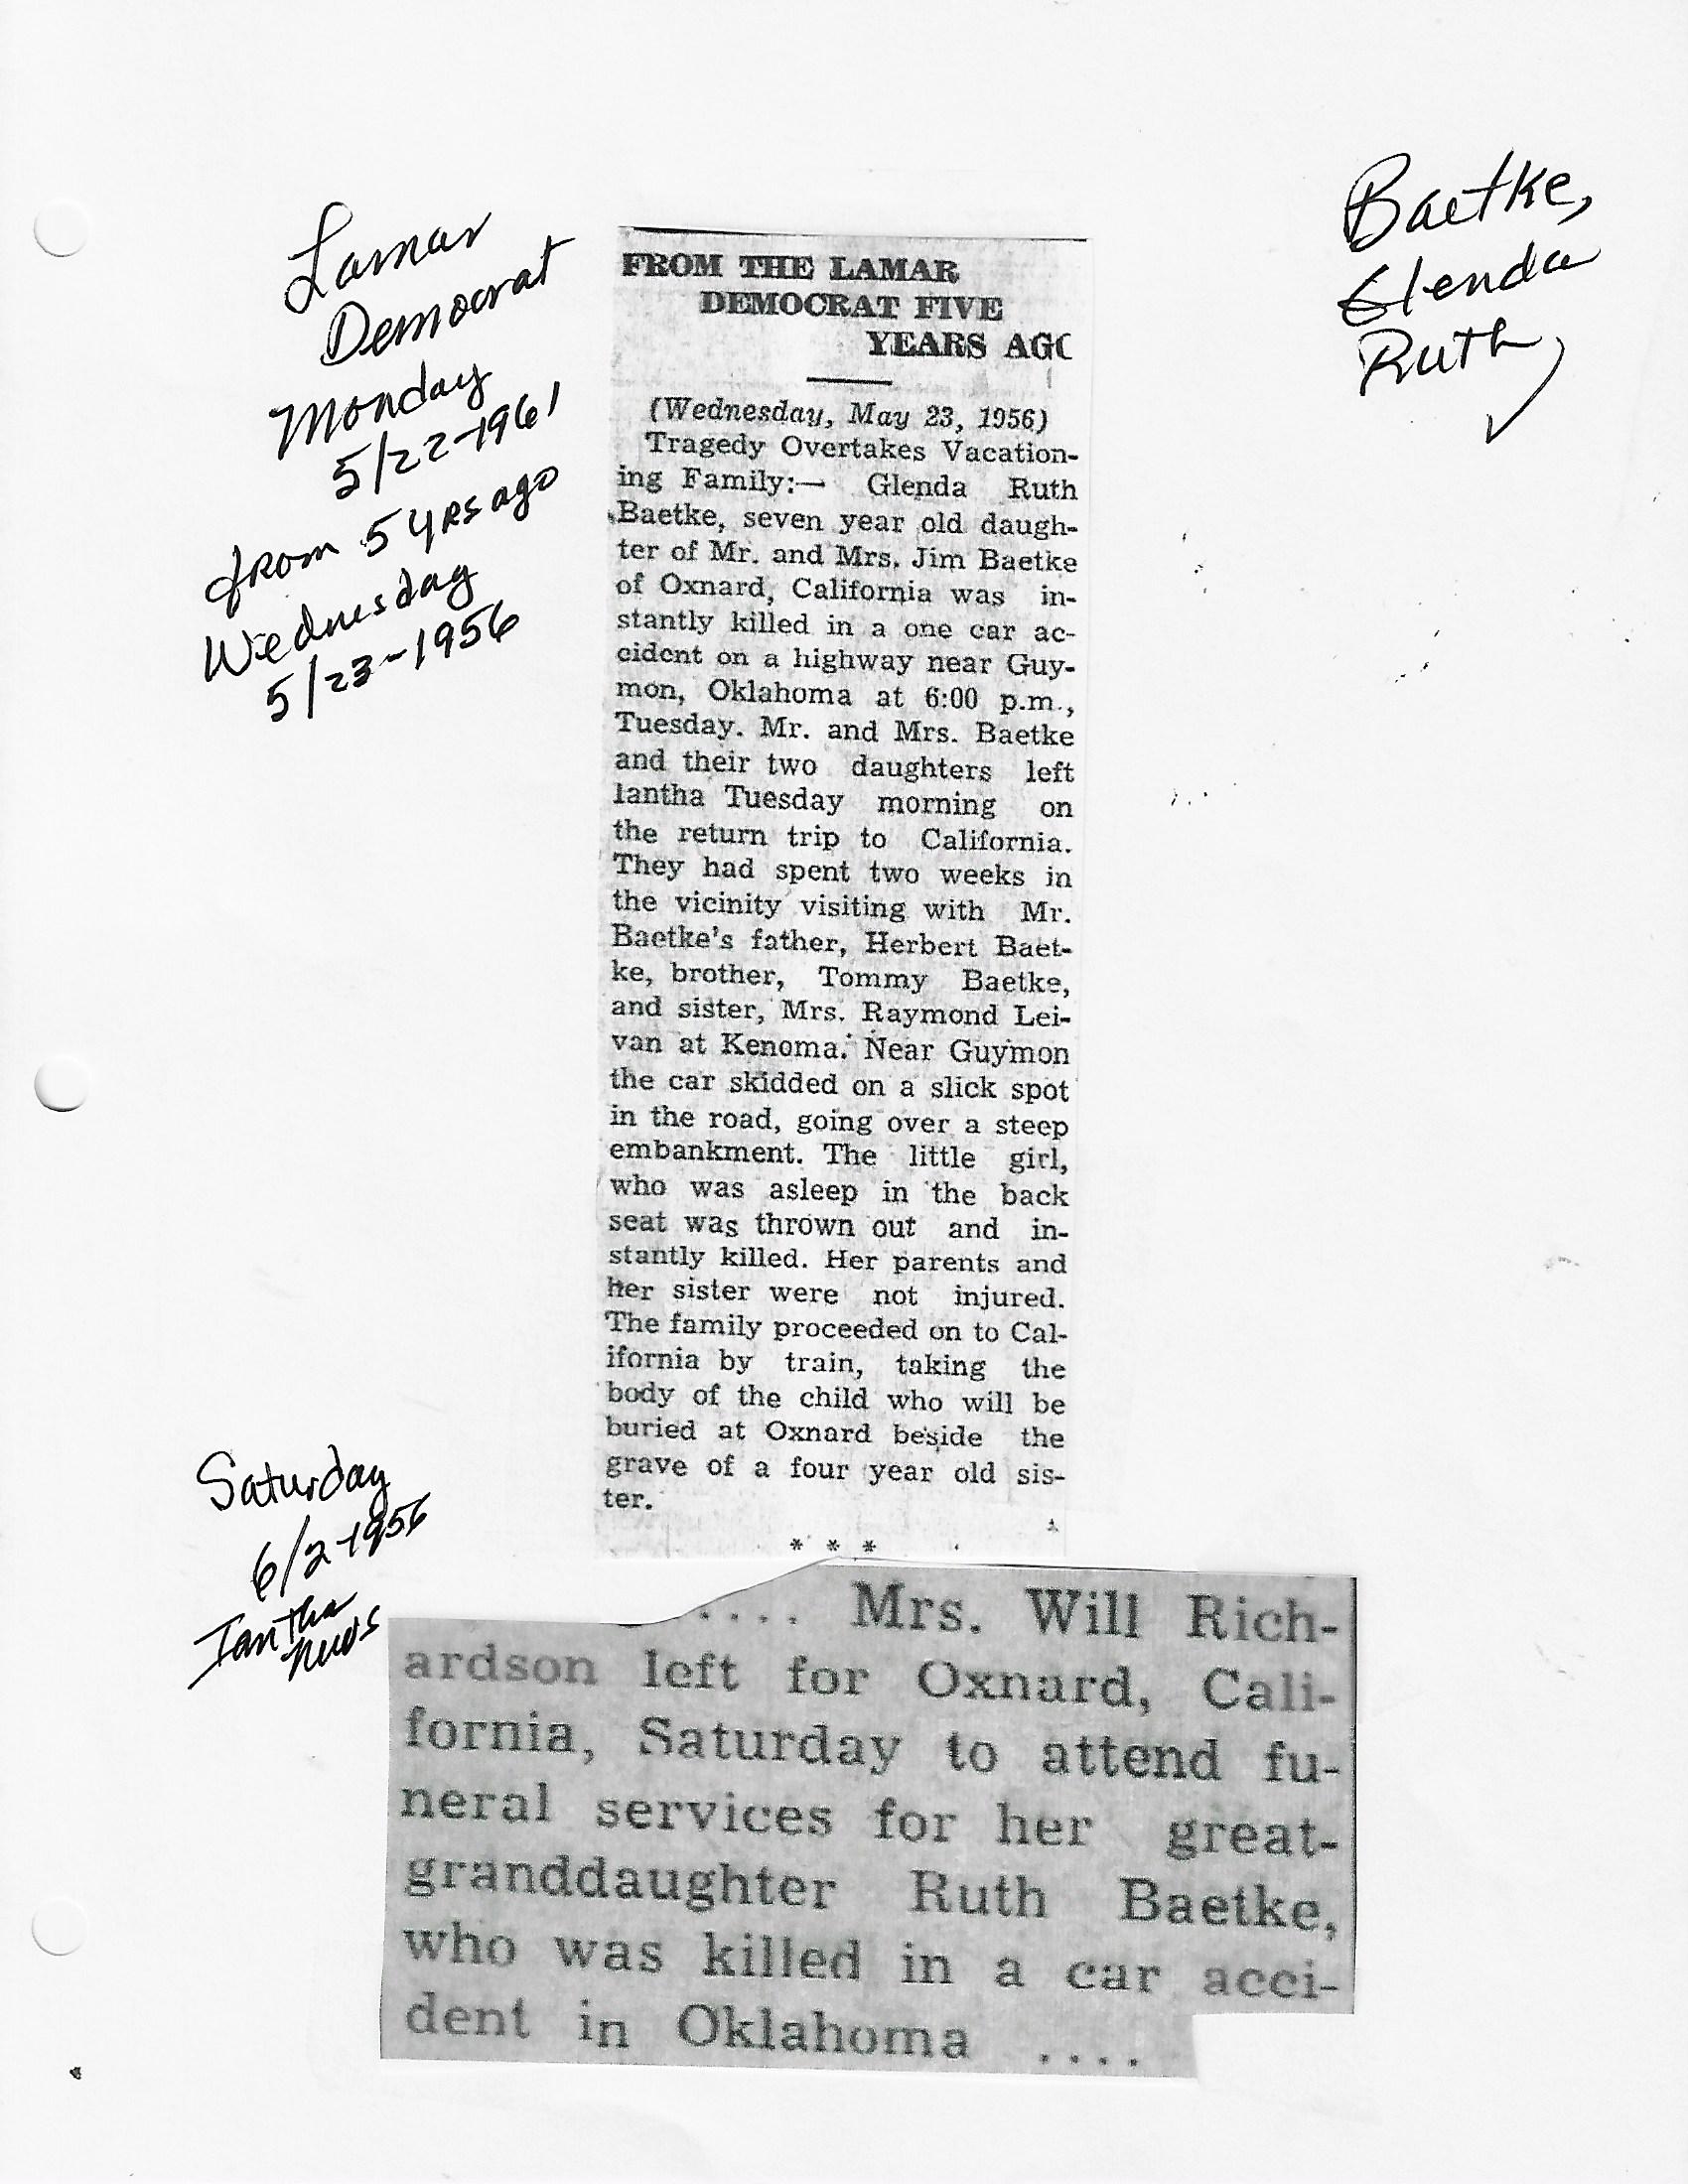 Lamar
Democrat
Monday
5/22-1961
from 5 yrs ago
Wednesday
5/23-1956
Baetke,
Glenda
Ruth
FROM THE LAMAR
DEMOCRAT FIVE
YEARS AGO
(Wednesday, May 23, 1956)
Tragedy Overtakes Vacation-
ing Family:— Glenda Ruth
Baetke, seven year old daugh-
ter of Mr. and Mrs. Jim Baetke
of Oxnard, California was in-
stantly killed in a one car ac-
cident on a highway near Guy-
mon, Oklahoma at 6:00 p.m.,
Tuesday. Mr. and Mrs. Baetke
and their two daughters left
Iantha Tuesday morning on
the return trip to California.
They had spent two weeks in
the vicinity visiting with Mr.
Baetke's father, Herbert Baet-
ke, brother, Tommy Baetke,
and sister, Mrs. Raymond Lei-
van at Kenoma. Near Guymon
the car skidded on a slick spot
in the road, going over a steep
embankment. The little girl,
who was asleep in the back
seat was thrown out and in-
stantly killed. Her parents and
her sister were not injured.
The family proceeded on to Cal-
ifornia by train, taking the
body of the child who will be
buried at Oxnard beside the
grave of a four year old sis-
ter.
* * *
Saturday
6/2-1956
Iantha
News
.... Mrs. Will Rich-
ardson left for Oxnard, Cali-
fornia, Saturday to attend fu-
neral services for her great-
granddaughter Ruth Baetke,
who was killed in a car acci-
dent in Oklahoma ....